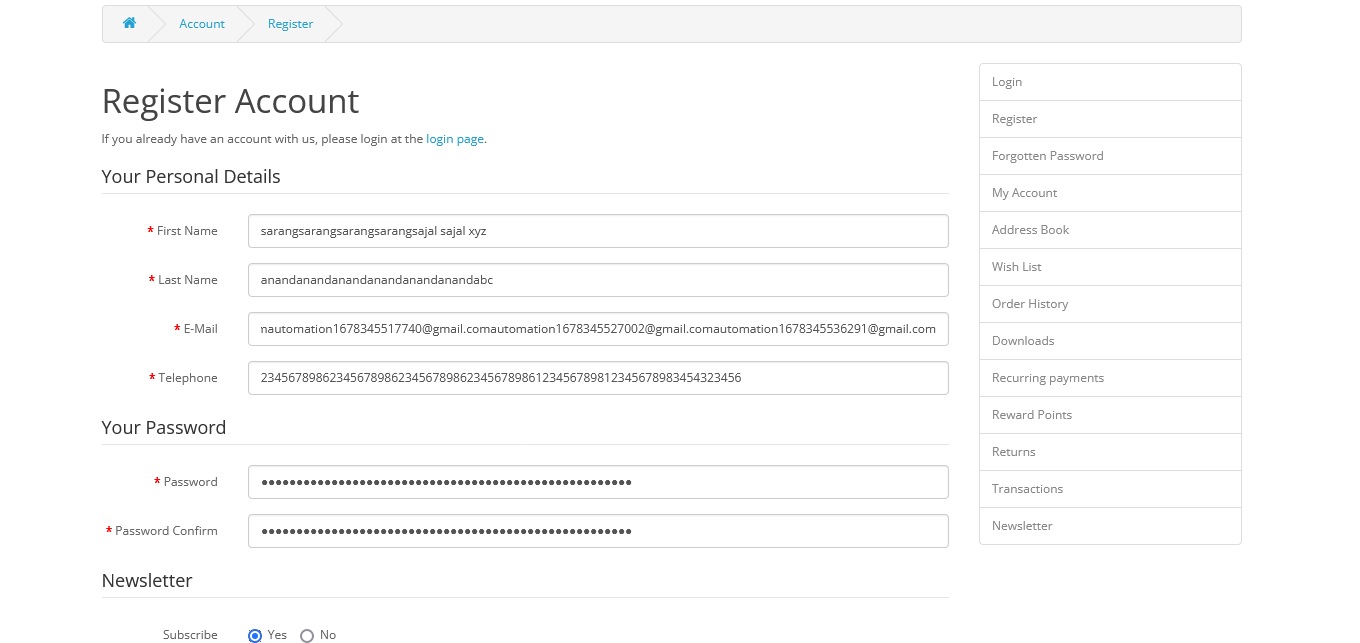 Account
Register
Register Account
If you already have an account with us, please login at the login page.
Your Personal Details
* First Name
sarangsarangsarangsarangsajal sajal xyz
* Last Name
anandanandanandanandanandanandabc
* E-Mail
nautomation1678345517740@gmail.comautomation1678345527002@gmail.comautomation1678345536291@gmail.com
* Telephone
234567898623456789862345678986234567898612345678981234567898​3454323456
Your Password
* Password
* Password Confirm
Newsletter
Subscribe
Yes
No
Login
Register
Forgotten Password
My Account
Address Book
Wish List
Order History
Downloads
Recurring payments
Reward Points
Returns
Transactions
Newsletter